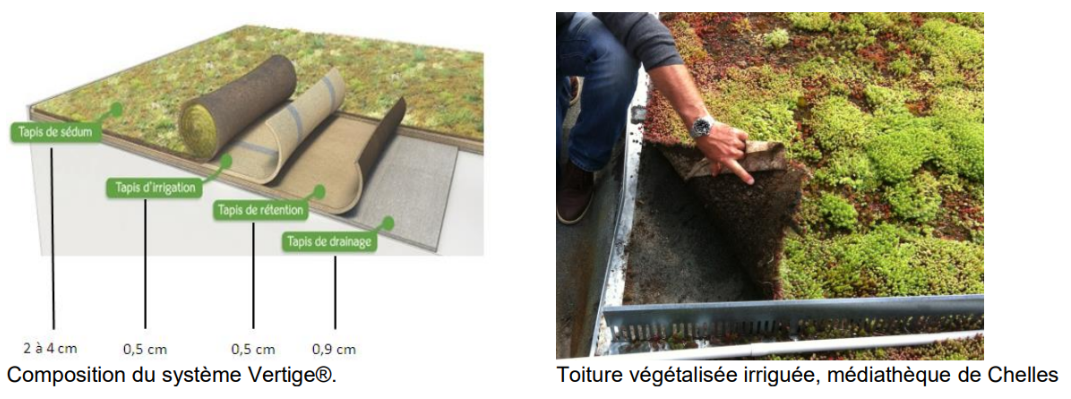 Tapis de sédum
Tapis d'irrigation
Tapis de rétention
Tapis de drainage
2 à 4 cm
0,5 cm
0,5 cm
0,9 cm
Composition du système Vertige®.
Toiture végétalisée irriguée, médiathèque de Chelles